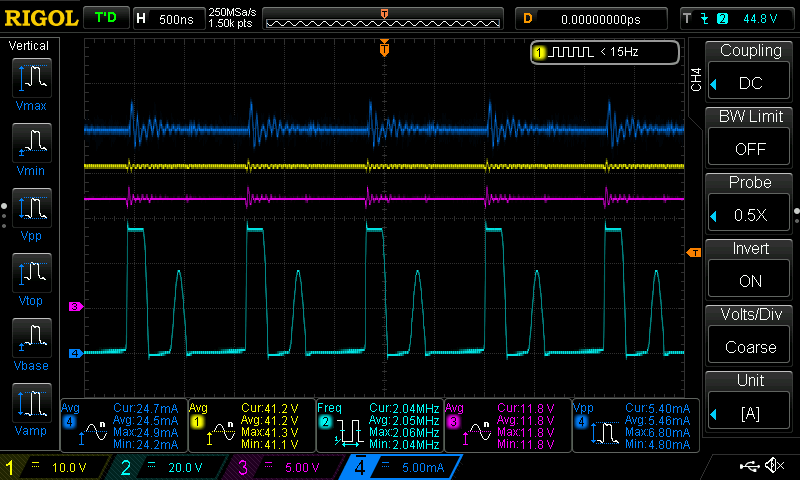 RIGOL T'D H 500ns 250MSa/s
1.50k pts
T
D 0.00000000ps T 2 44.8 V
Vertical
Vmax
Vmin
Vpp
Vtop
Vbase
Vamp
T
1 < 15Hz
T
3
4
CH4
Coupling
DC
BW Limit
OFF
Probe
0.5X
Invert
ON
Volts/Div
Coarse
Unit
[A]
Avg
4
n
Cur:24.7mA
Avg:24.5mA
Max:24.9mA
Min:24.2mA
Avg
1
n
Cur:41.2 V
Avg:41.2 V
Max:41.3 V
Min:41.1 V
Freq
2
Cur:2.04MHz
Avg:2.05MHz
Max:2.06MHz
Min:2.04MHz
Avg
3
n
Cur:11.8 V
Avg:11.8 V
Max:11.8 V
Min:11.8 V
Vpp
4
Cur:5.40mA
Avg:5.46mA
Max:6.80mA
Min:4.80mA
1 10.0 V
2 20.0 V
3 5.00 V
4 5.00mA